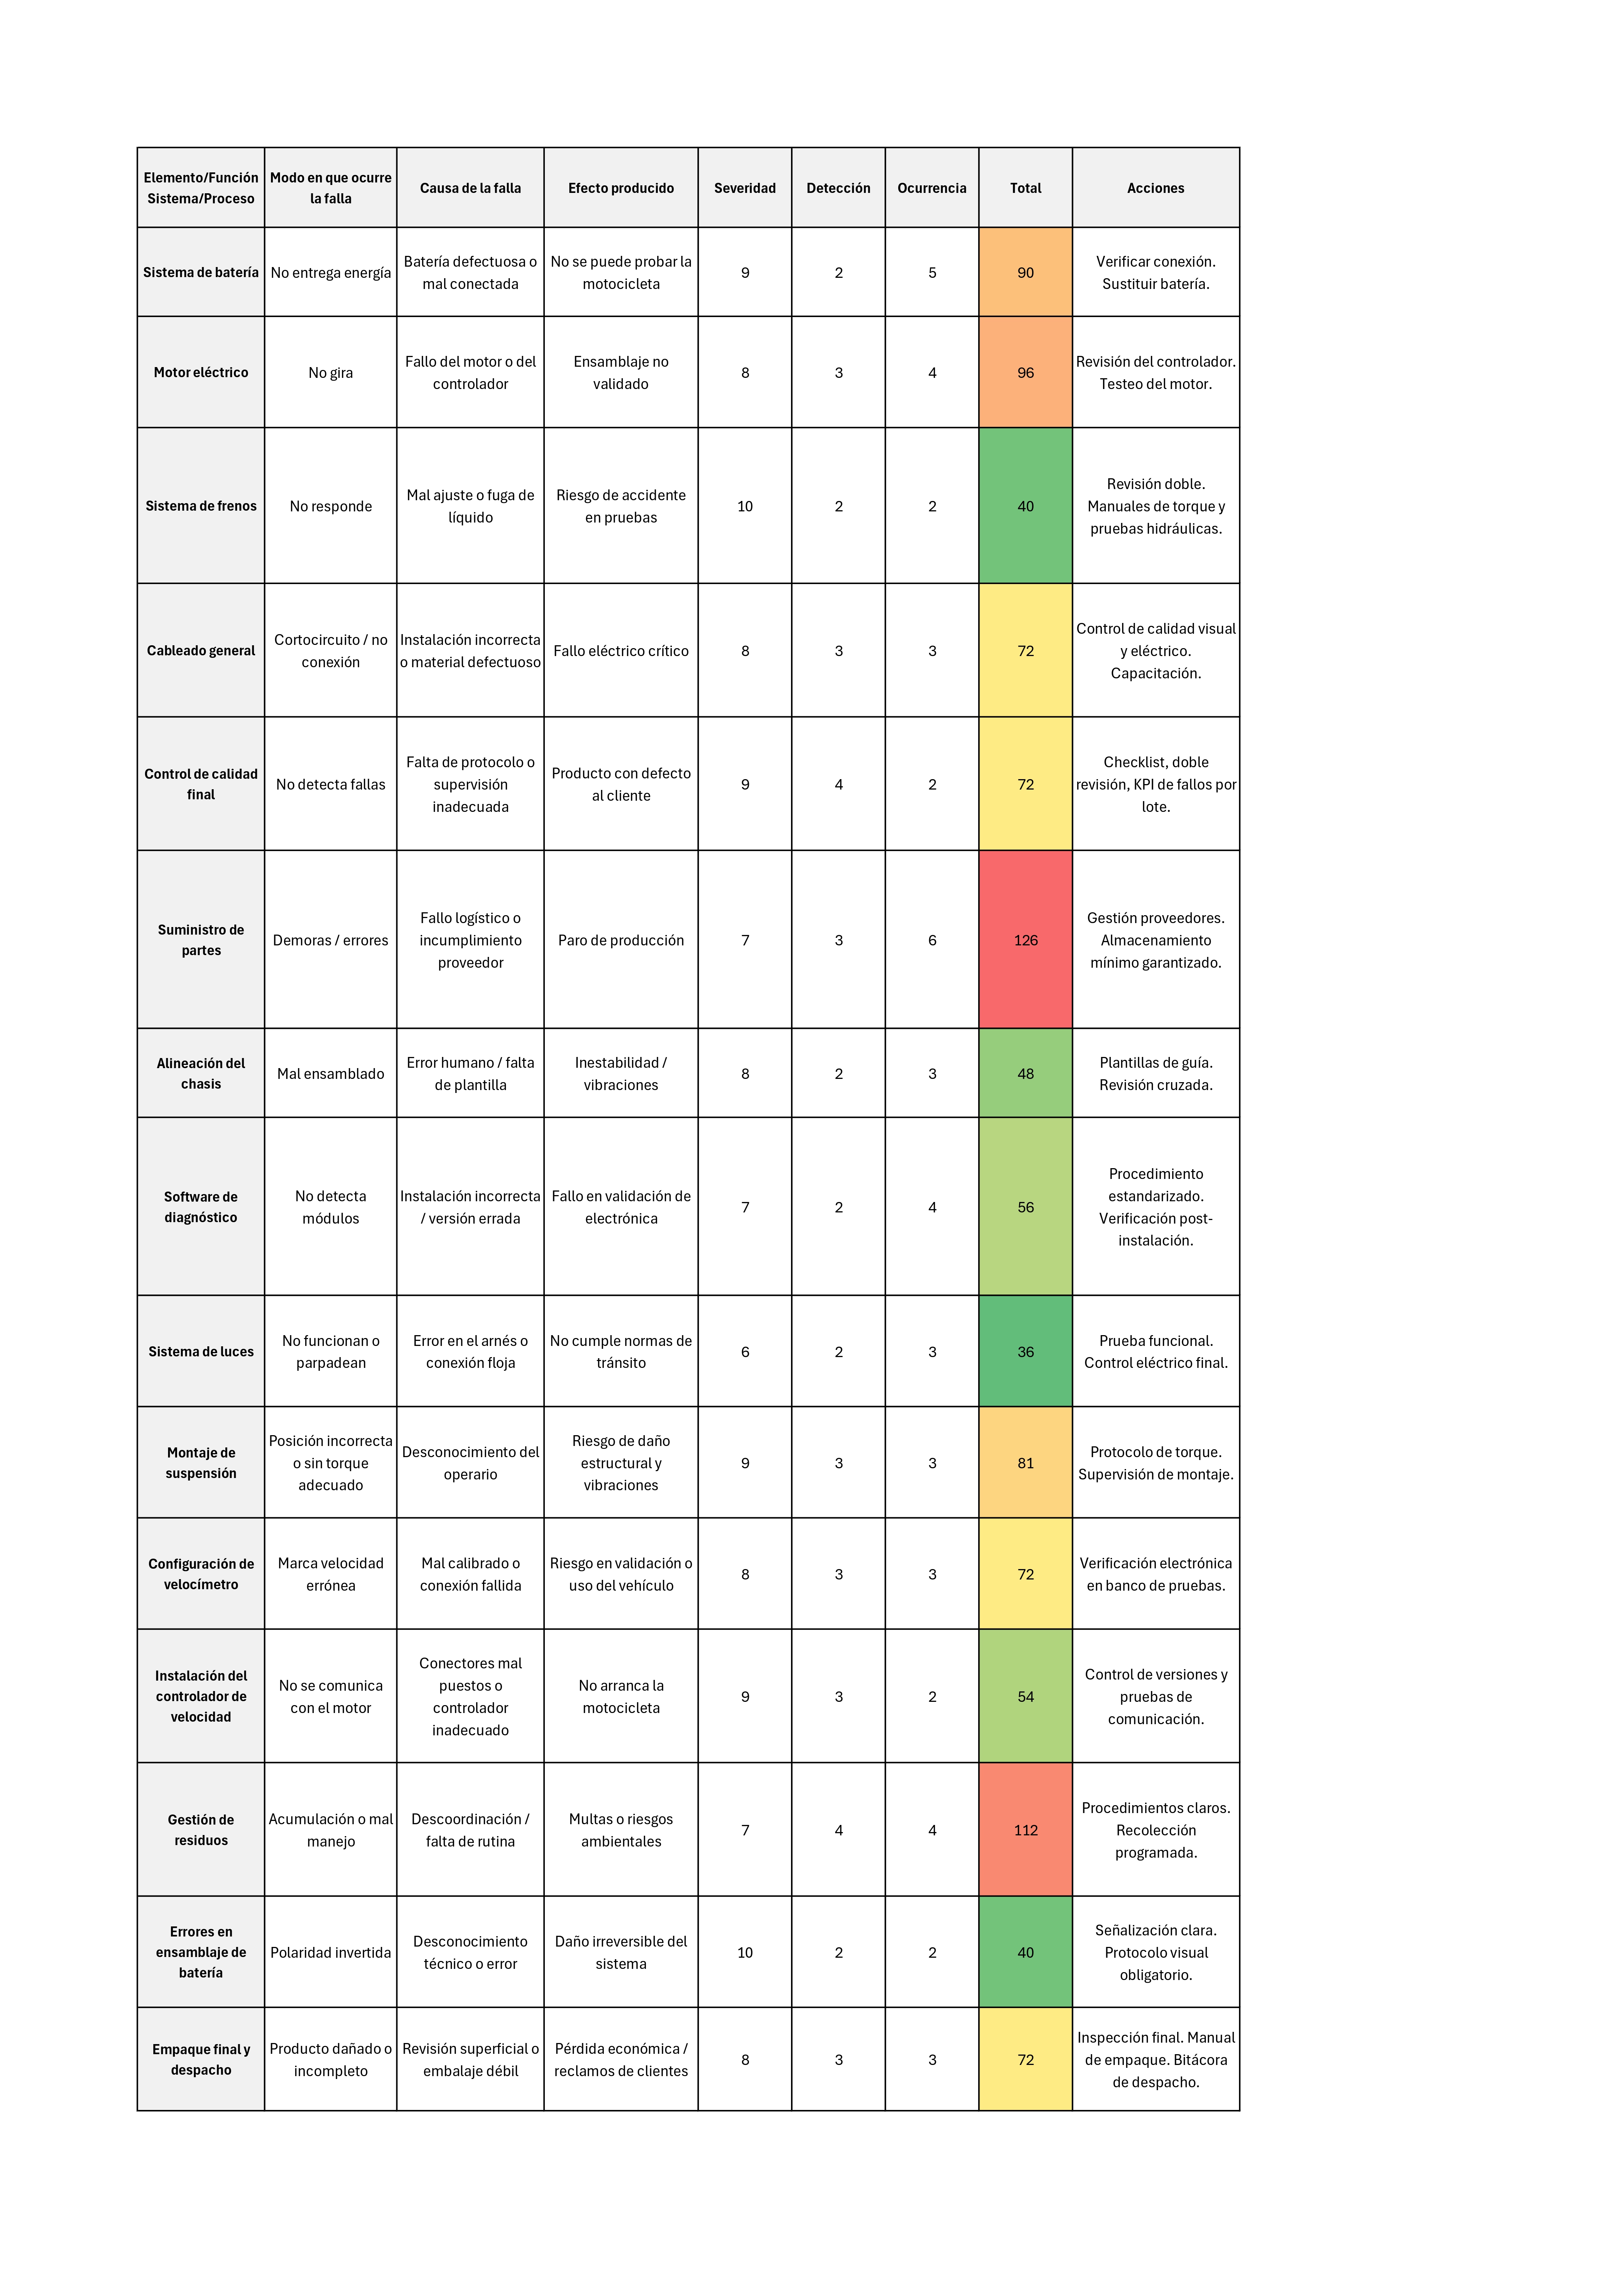 Elemento/Función
Sistema/Proceso
Modo en que ocurre
la falla
Causa de la falla
Efecto producido
Severidad
Detección
Ocurrencia
Total
Acciones
Sistema de batería
No entrega energía
Batería defectuosa o
mal conectada
No se puede probar la
motocicleta
9
2
5
90
Verificar conexión.
Sustituir batería.
Motor eléctrico
No gira
Fallo del motor o del
controlador
Ensamblaje no
validado
8
3
4
96
Revisión del controlador.
Testeo del motor.
Sistema de frenos
No responde
Mal ajuste o fuga de
líquido
Riesgo de accidente
en pruebas
10
2
2
40
Revisión doble.
Manuales de torque y
pruebas hidráulicas.
Cableado general
Cortocircuito / no
conexión
Instalación incorrecta
o material defectuoso
Fallo eléctrico crítico
8
3
3
72
Control de calidad visual
y eléctrico.
Capacitación.
Control de calidad
final
No detecta fallas
Falta de protocolo o
supervisión
inadecuada
Producto con defecto
al cliente
9
4
2
72
Checklist, doble
revisión, KPI de fallos por
lote.
Suministro de
partes
Demoras / errores
Fallo logístico o
incumplimiento
proveedor
Paro de producción
7
3
6
126
Gestión proveedores.
Almacenamiento
mínimo garantizado.
Alineación del
chasis
Mal ensamblado
Error humano / falta
de plantilla
Inestabilidad /
vibraciones
8
2
3
48
Plantillas de guía.
Revisión cruzada.
Software de
diagnóstico
No detecta
módulos
Instalación incorrecta
/ versión errada
Fallo en validación de
electrónica
7
2
4
56
Procedimiento
estandarizado.
Verificación post-
instalación.
Sistema de luces
No funcionan o
parpadean
Error en el arnés o
conexión floja
No cumple normas de
tránsito
6
2
3
36
Prueba funcional.
Control eléctrico final.
Montaje de
suspensión
Posición incorrecta
o sin torque
adecuado
Desconocimiento del
operario
Riesgo de daño
estructural y
vibraciones
9
3
3
81
Protocolo de torque.
Supervisión de montaje.
Configuración de
velocímetro
Marca velocidad
errónea
Mal calibrado o
conexión fallida
Riesgo en validación o
uso del vehículo
8
3
3
72
Verificación electrónica
en banco de pruebas.
Instalación del
controlador de
velocidad
No se comunica
con el motor
Conectores mal
puestos o
controlador
inadecuado
No arranca la
motocicleta
9
3
2
54
Control de versiones y
pruebas de
comunicación.
Gestión de
residuos
Acumulación o mal
manejo
Descoordinación /
falta de rutina
Multas o riesgos
ambientales
7
4
4
112
Procedimientos claros.
Recolección
programada.
Errores en
ensamblaje de
batería
Polaridad invertida
Desconocimiento
técnico o error
Daño irreversible del
sistema
10
2
2
40
Señalización clara.
Protocolo visual
obligatorio.
Empaque final y
despacho
Producto dañado o
incompleto
Revisión superficial o
embalaje débil
Pérdida económica /
reclamos de clientes
8
3
3
72
Inspección final. Manual
de empaque. Bitácora
de despacho.